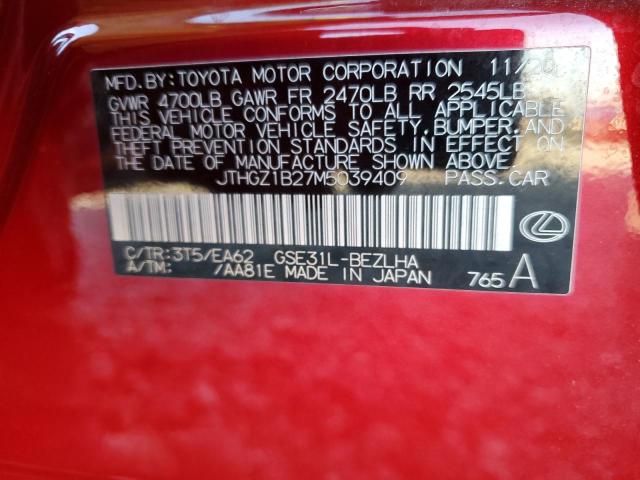 MFD.BY:TOYOTA MOTOR CORPORATION 11/20
GVWR 4700LB GAWR FR 2470LB RR 2545LB
THIS VEHICLE CONFORMS TO ALL APPLICABLE
FEDERAL MOTOR VEHICLE SAFETY,BUMPER,AND
THEFT PREVENTION STANDARDS IN EFFECT ON
THE DATE OF MANUFACTURE SHOWN ABOVE.
JTHGZ1B27M5039409 PASS.CAR
C/TR:3T5/EA62 GSE31L-BEZLHA
A/TM: /AA81E MADE IN JAPAN 765 A